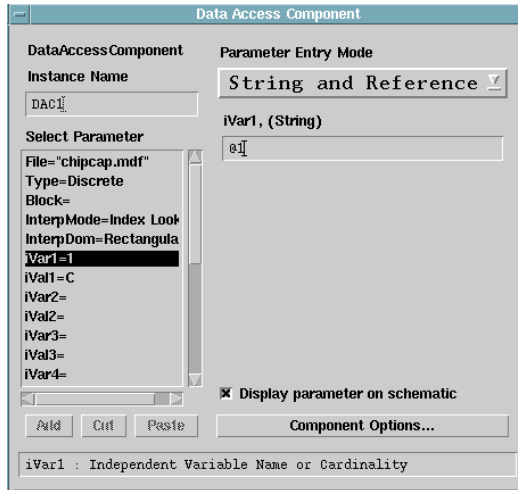 Data Access Component
DataAccessComponent
Instance Name
DAC1
Select Parameter
File="chipcap.mdf"
Type=Discrete
Block=
InterpMode=Index Look
InterpDom=Rectangula
iVar1=1
iVal1=C
iVar2=
iVal2=
iVar3=
iVal3=
iVar4=
Add
Cut
Paste
Parameter Entry Mode
String and Reference
iVar1, (String)
@1
Display parameter on schematic
Component Options...
iVar1 : Independent Variable Name or Cardinality